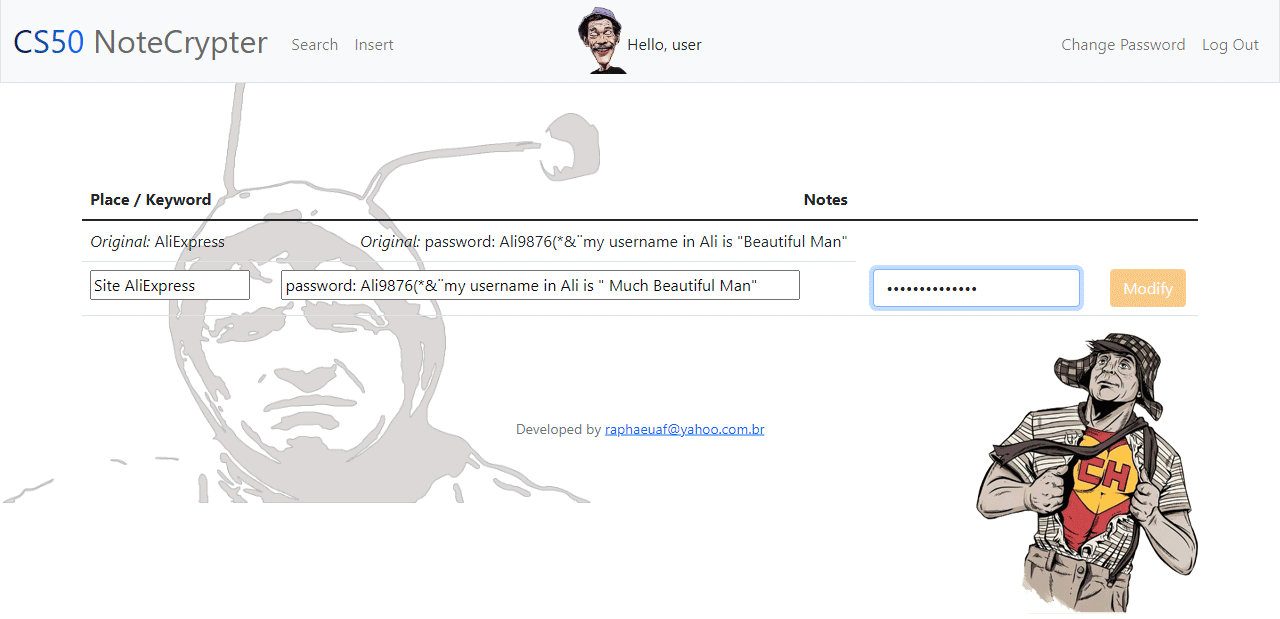 CS50 NoteCrypter Search Insert Hello, user Change Password Log Out
Place / Keyword Notes
Original: AliExpress Original: password: Ali9876(*&¨my username in Ali is "Beautiful Man"
Site AliExpress password: Ali9876(*&¨my username in Ali is " Much Beautiful Man" •••••••••••••• Modify
CH
Developed by raphaeuaf@yahoo.com.br